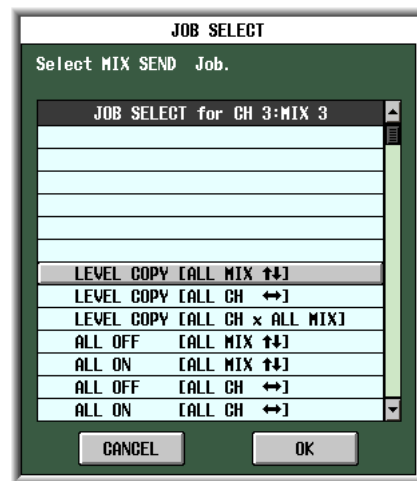 JOB SELECT
Select MIX SEND Job.
JOB SELECT for CH 3:MIX 3
LEVEL COPY [ALL MIX ⬆⬇]
LEVEL COPY [ALL CH ↔]
LEVEL COPY [ALL CH x ALL MIX]
ALL OFF [ALL MIX ⬆⬇]
ALL ON [ALL MIX ⬆⬇]
ALL OFF [ALL CH ↔]
ALL ON [ALL CH ↔]
CANCEL OK